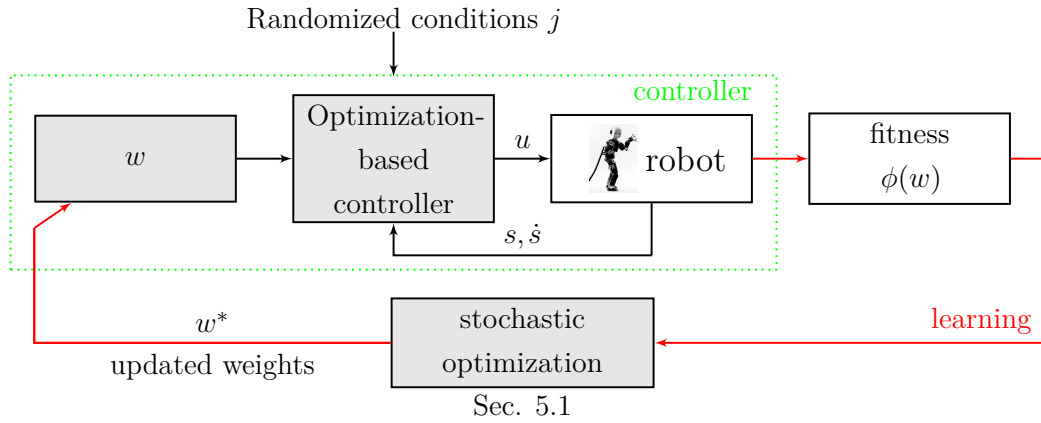 Randomized conditions j
controller
w
Optimization-
based
controller
u
robot
fitness
ϕ(w)
s, ṡ
learning
w*
updated weights
stochastic
optimization
Sec. 5.1